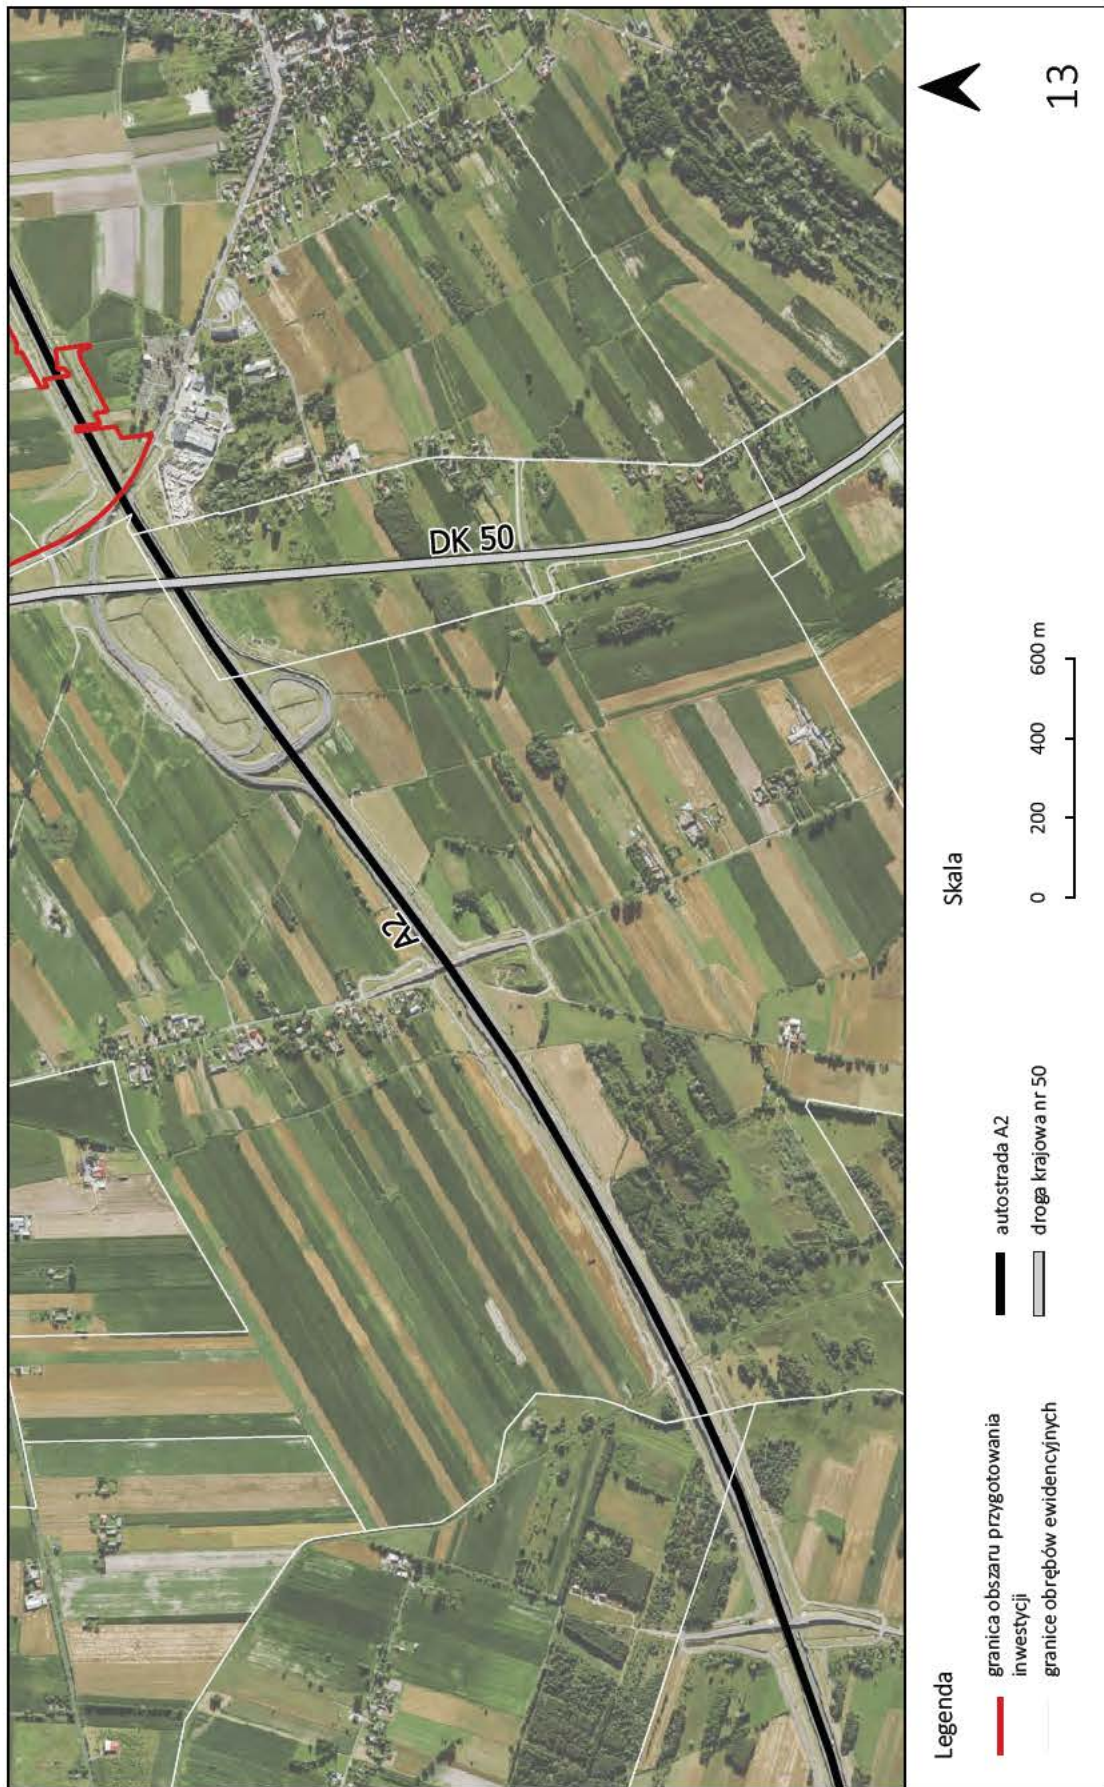 DK 50
A2
Legenda
granica obszaru przygotowania
inwestycji
granice obrębów ewidencyjnych
autostrada A2
droga krajowa nr 50
Skala
0 200 400 600 m
13